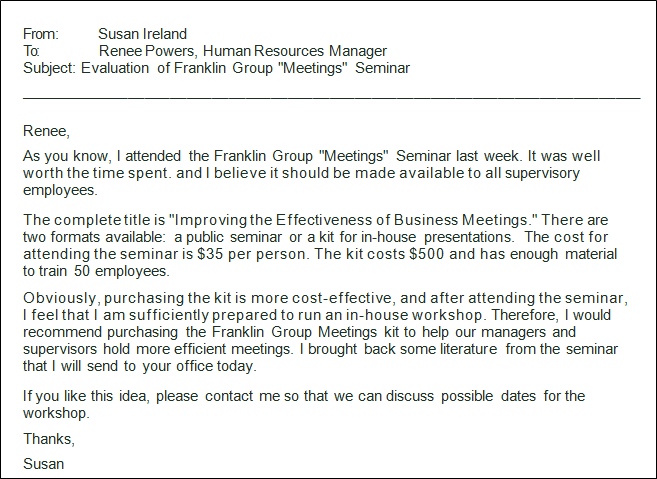 From: Susan Ireland
To: Renee Powers, Human Resources Manager
Subject: Evaluation of Franklin Group "Meetings" Seminar
Renee,
As you know, I attended the Franklin Group "Meetings" Seminar last week. It was well
worth the time spent. and I believe it should be made available to all supervisory
employees.
The complete title is "Improving the Effectiveness of Business Meetings." There are
two formats available: a public seminar or a kit for in-house presentations. The cost for
attending the seminar is $35 per person. The kit costs $500 and has enough material
to train 50 employees.
Obviously, purchasing the kit is more cost-effective, and after attending the seminar,
I feel that I am sufficiently prepared to run an in-house workshop. Therefore, I would
recommend purchasing the Franklin Group Meetings kit to help our managers and
supervisors hold more efficient meetings. I brought back some literature from the seminar
that I will send to your office today.
If you like this idea, please contact me so that we can discuss possible dates for the
workshop.
Thanks,
Susan